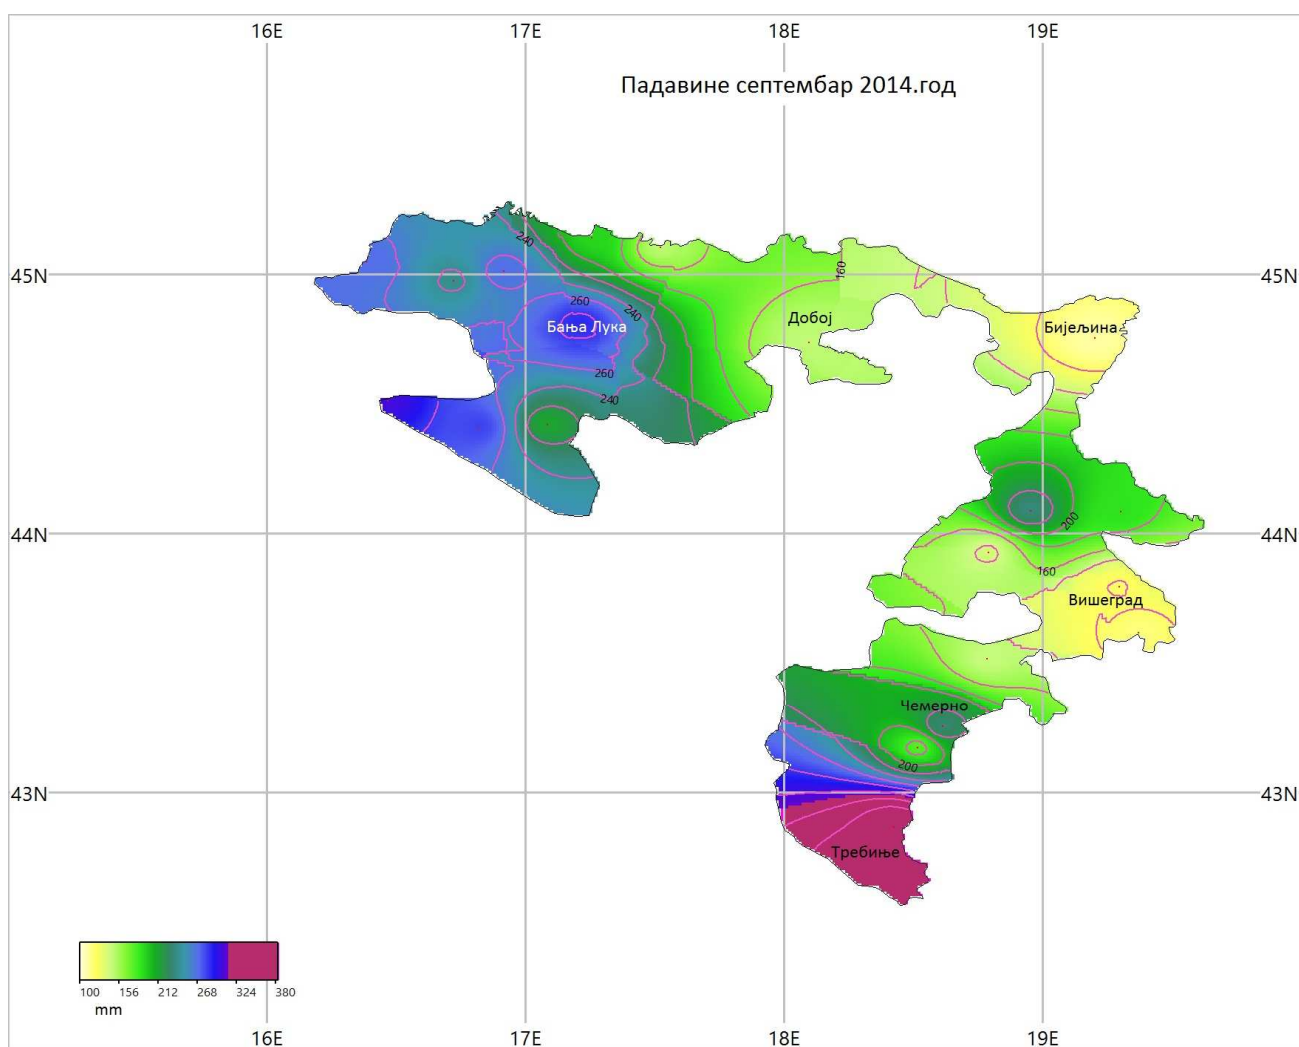 16E 17E 18E 19E
Падавине септембар 2014.год
240
45N 160 45N
260
240
Бања Лука Добој Бијељина
260
240
200
44N 44N
160
Вишеград
Чемерно
200
43N 43N
Требиње
100 156 212 268 324 380
mm
16E 17E 18E 19E